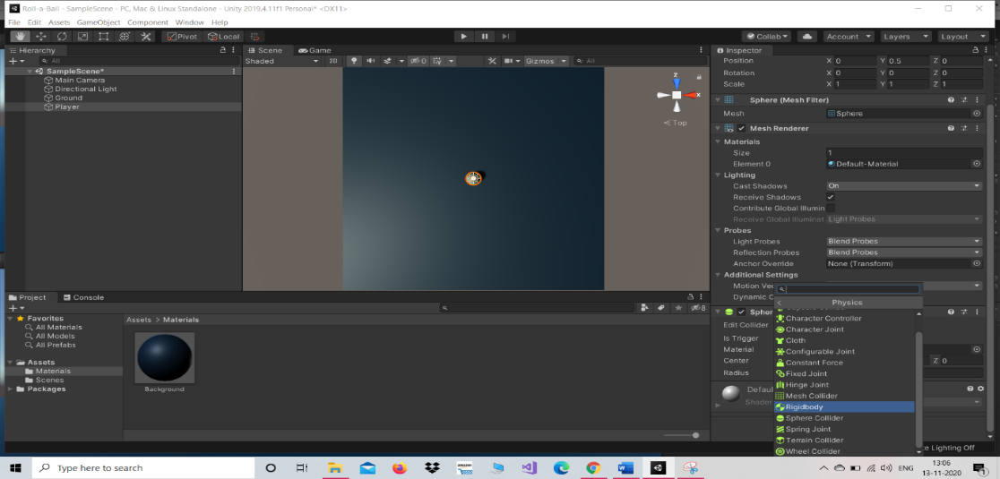 Roll-a-Ball - SampleScene - PC, Mac & Linux Standalone - Unity 2019.4.11f1 Personal* <DX11>
File Edit Assets GameObject Component Window Help
Pivot Local Collab Account Layers Layout
Hierarchy
All
SampleScene*
Main Camera
Directional Light
Ground
Player
Scene Game
Shaded 2D 0 Gizmos All
z
x
Top
Inspector
Position X 0 Y 0.5 Z 0
Rotation X 0 Y 0 Z 0
Scale X 1 Y 1 Z 1
Sphere (Mesh Filter)
Mesh Sphere
Mesh Renderer
Materials
Size 1
Element 0 Default-Material
Lighting
Cast Shadows On
Receive Shadows
Contribute Global Illumin
Receive Global Illuminat Light Probes
Probes
Light Probes Blend Probes
Reflection Probes Blend Probes
Anchor Override None (Transform)
Additional Settings
Motion Vec
Dynamic C
Spher
Edit Collider
Is Trigger
Material
Center Z 0
Radius
Defaul
Shader
Physics
Character Controller
Character Joint
Cloth
Configurable Joint
Constant Force
Fixed Joint
Hinge Joint
Mesh Collider
Rigidbody
Sphere Collider
Spring Joint
Terrain Collider
Wheel Collider
Project Console
8
Favorites
All Materials
All Models
All Prefabs
Assets
Materials
Scenes
Packages
Assets > Materials
Background
te Lighting Off
Type here to search
amazon
ENG
13:06
13-11-2020
1